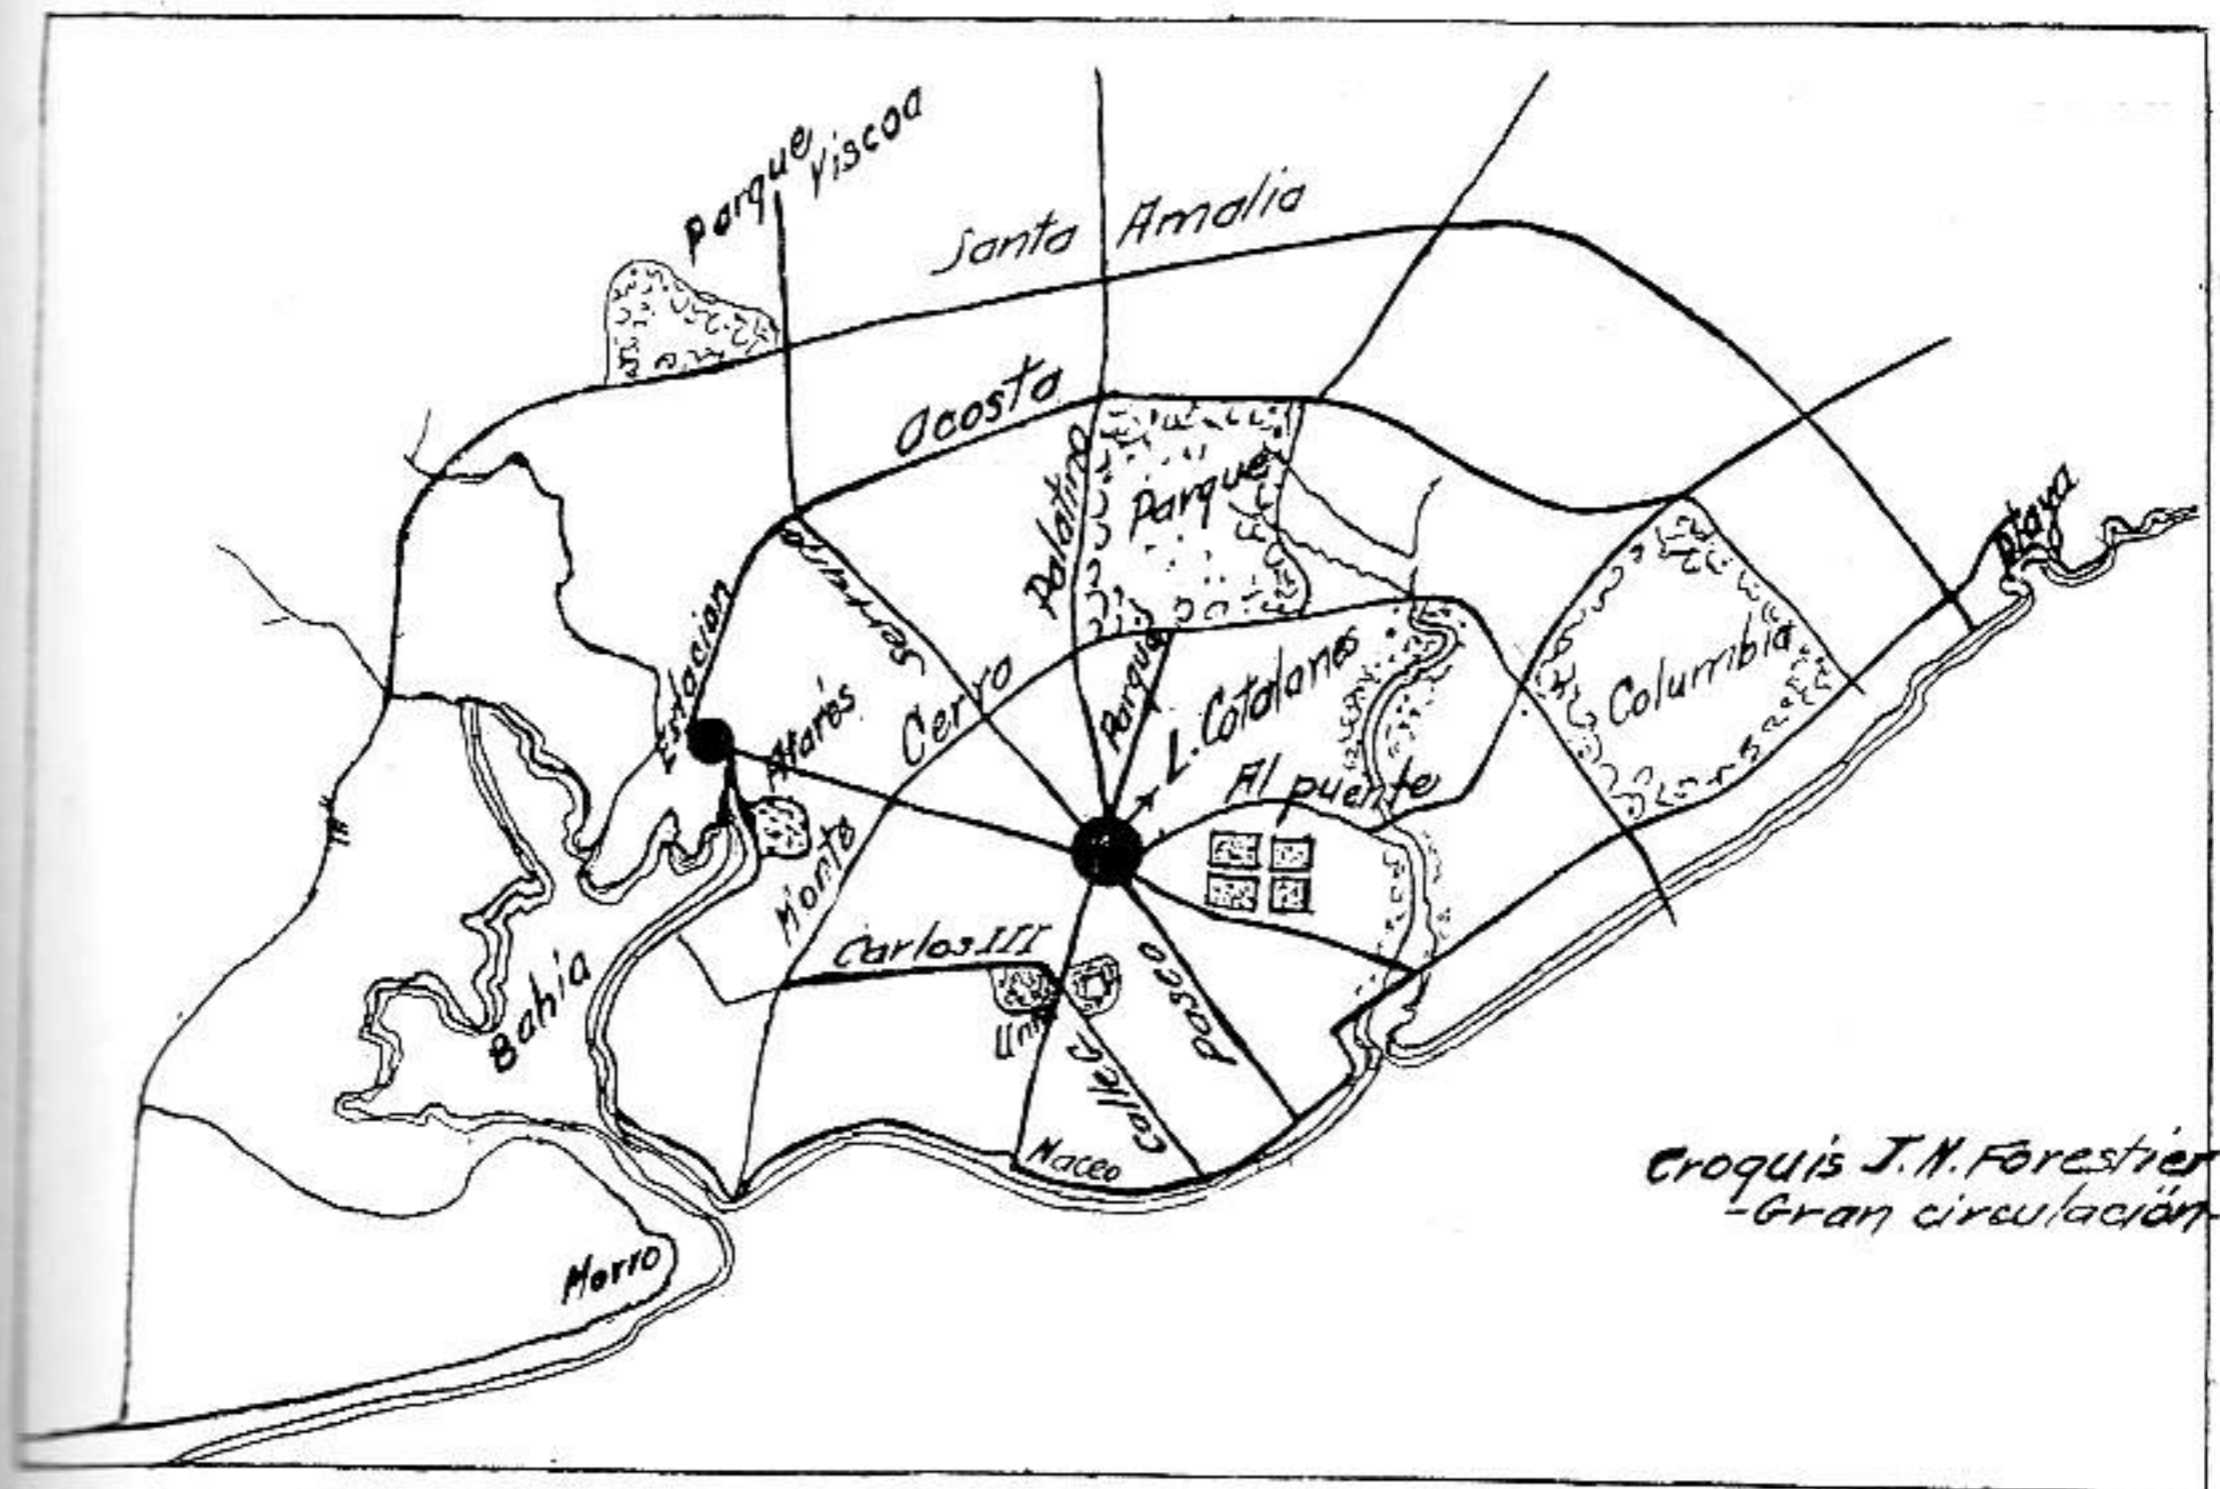 Parque
Viscoa
Santa Amalia
Acosta
Palatino
Parque
Playa
Serrano
Estacion
Cerro
Parque
L. Catalanes
Columbia
Atarés
Al puente
Monte
Carlos III
Paseo
Bahia
Calle C
Maceo
Morro
Croquis J.N. Forestier
-Gran circulación-